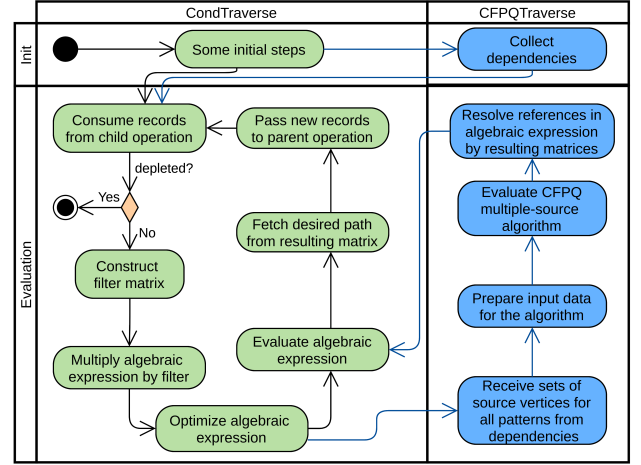 CondTraverse
CFPQTraverse
Init
Some initial steps
Collect
dependencies
Evaluation
Consume records
from child operation
Pass new records
to parent operation
Resolve references in
algebraic expression
by resulting matrices
depleted?
Yes
No
Evaluate CFPQ
multiple-source
algorithm
Fetch desired path
from resulting matrix
Construct
filter matrix
Prepare input data
for the algorithm
Evaluate algebraic
expression
Multiply algebraic
expression by filter
Receive sets of
source vertices for
all patterns from
dependencies
Optimize algebraic
expression